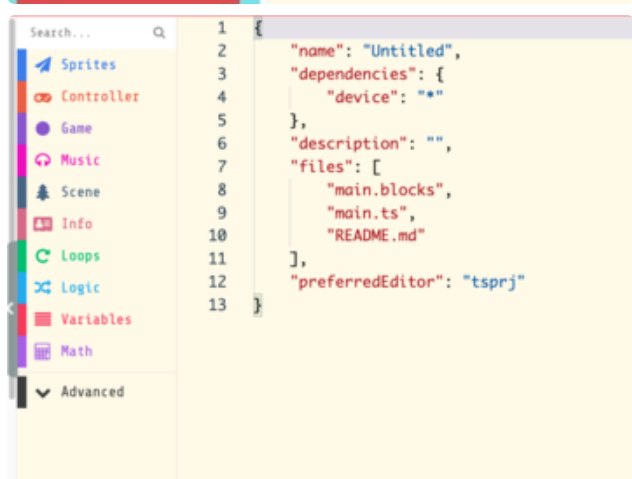 Search...
Sprites
Controller
Game
Music
Scene
Info
Loops
Logic
Variables
Math
Advanced
1 {
2 "name": "Untitled",
3 "dependencies": {
4 "device": "*"
5 },
6 "description": "",
7 "files": [
8 "main.blocks",
9 "main.ts",
10 "README.md"
11 ],
12 "preferredEditor": "tsprj"
13 }